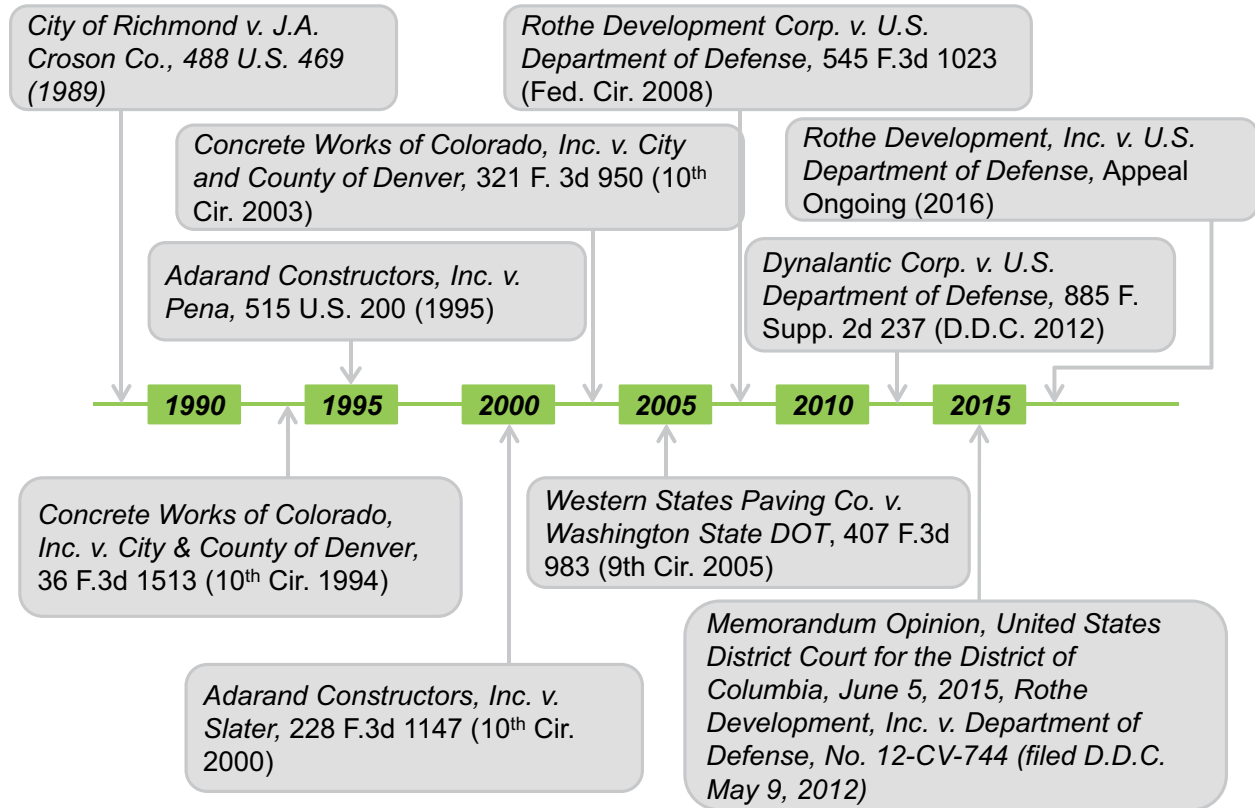 City of Richmond v. J.A.
Croson Co., 488 U.S. 469
(1989)
Rothe Development Corp. v. U.S.
Department of Defense, 545 F.3d 1023
(Fed. Cir. 2008)
Concrete Works of Colorado, Inc. v. City
and County of Denver, 321 F. 3d 950 (10th
Cir. 2003)
Rothe Development, Inc. v. U.S.
Department of Defense, Appeal
Ongoing (2016)
Adarand Constructors, Inc. v.
Pena, 515 U.S. 200 (1995)
Dynalantic Corp. v. U.S.
Department of Defense, 885 F.
Supp. 2d 237 (D.D.C. 2012)
1990 1995 2000 2005 2010 2015
Concrete Works of Colorado,
Inc. v. City & County of Denver,
36 F.3d 1513 (10th Cir. 1994)
Western States Paving Co. v.
Washington State DOT, 407 F.3d
983 (9th Cir. 2005)
Adarand Constructors, Inc. v.
Slater, 228 F.3d 1147 (10th Cir.
2000)
Memorandum Opinion, United States
District Court for the District of
Columbia, June 5, 2015, Rothe
Development, Inc. v. Department of
Defense, No. 12-CV-744 (filed D.D.C.
May 9, 2012)